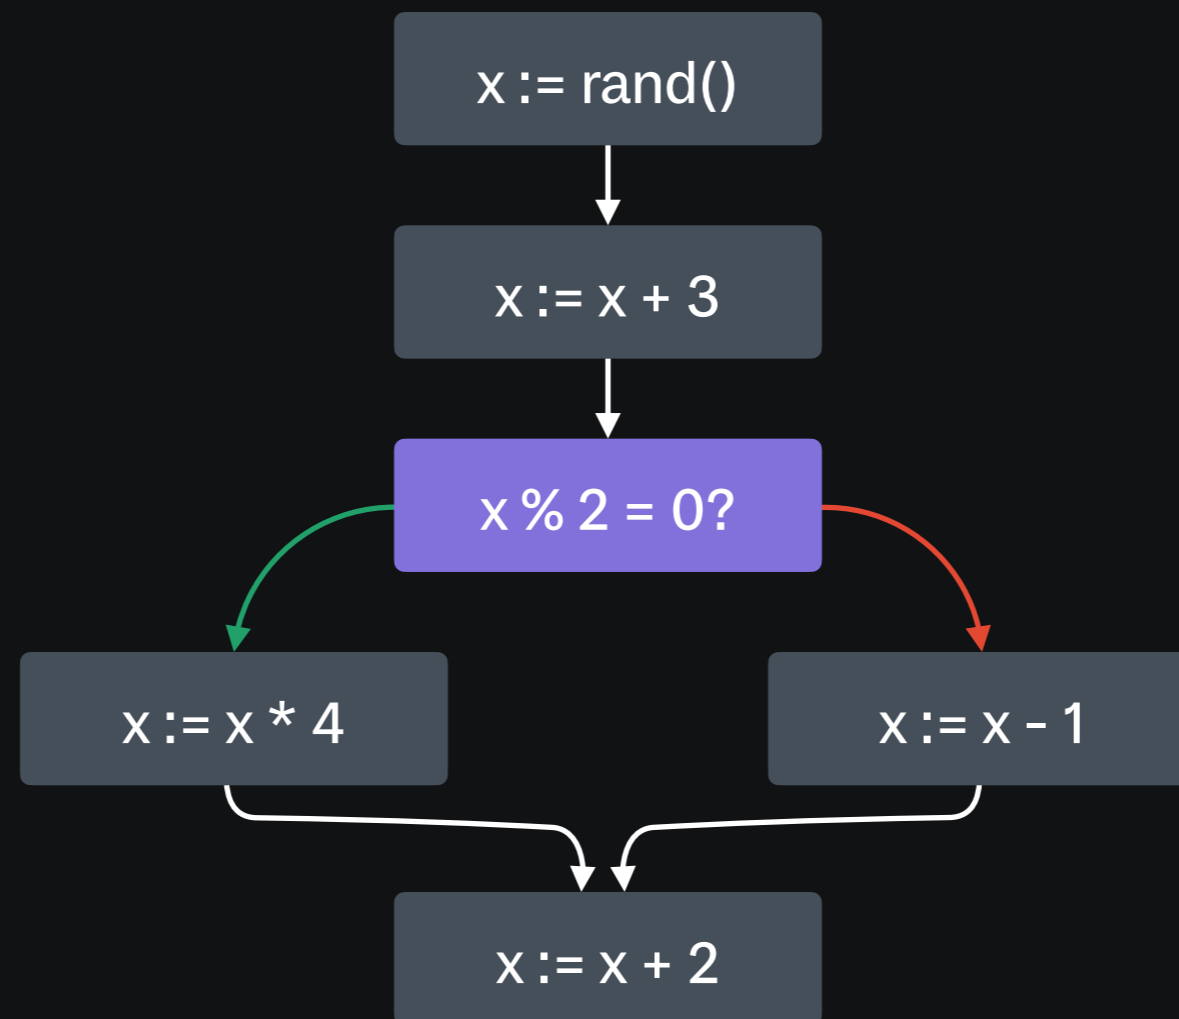 x := rand()
x := x + 3
x % 2 = 0?
x := x * 4
x := x - 1
x := x + 2